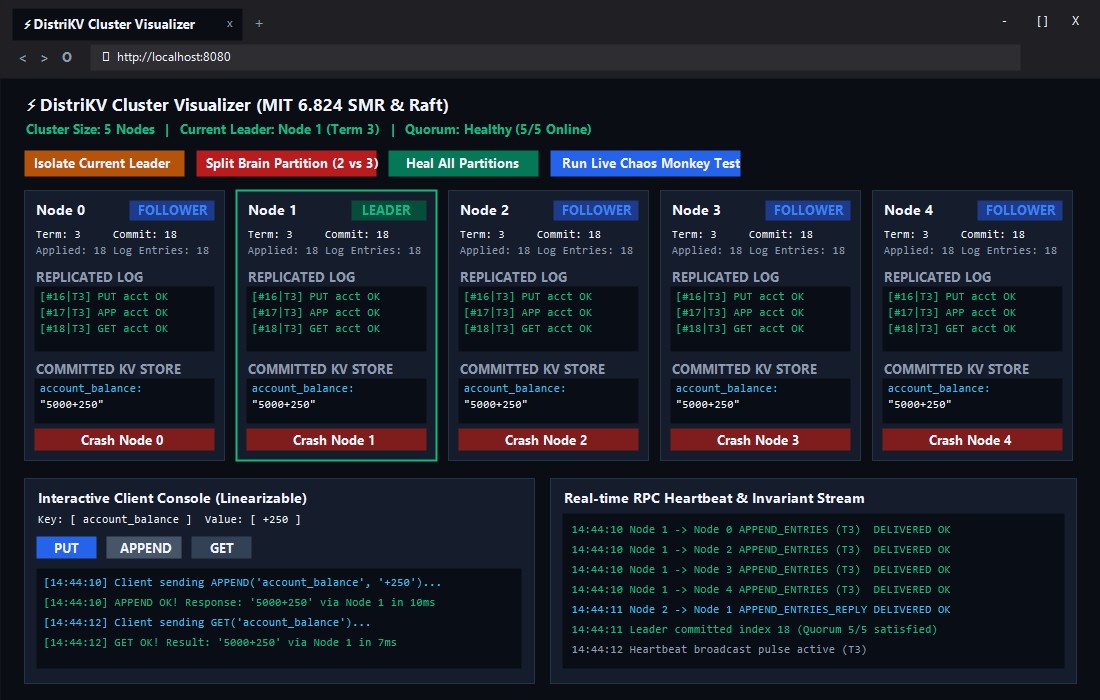 ⚡DistriKV Cluster Visualizer x +
- [ ] X
< > O http://localhost:8080
⚡DistriKV Cluster Visualizer (MIT 6.824 SMR & Raft)
Cluster Size: 5 Nodes | Current Leader: Node 1 (Term 3) | Quorum: Healthy (5/5 Online)
Isolate Current Leader Split Brain Partition (2 vs 3) Heal All Partitions Run Live Chaos Monkey Test
Node 0 FOLLOWER
Term: 3 Commit: 18
Applied: 18 Log Entries: 18
REPLICATED LOG
[#16|T3] PUT acct OK
[#17|T3] APP acct OK
[#18|T3] GET acct OK
COMMITTED KV STORE
account_balance:
"5000+250"
Crash Node 0
Node 1 LEADER
Term: 3 Commit: 18
Applied: 18 Log Entries: 18
REPLICATED LOG
[#16|T3] PUT acct OK
[#17|T3] APP acct OK
[#18|T3] GET acct OK
COMMITTED KV STORE
account_balance:
"5000+250"
Crash Node 1
Node 2 FOLLOWER
Term: 3 Commit: 18
Applied: 18 Log Entries: 18
REPLICATED LOG
[#16|T3] PUT acct OK
[#17|T3] APP acct OK
[#18|T3] GET acct OK
COMMITTED KV STORE
account_balance:
"5000+250"
Crash Node 2
Node 3 FOLLOWER
Term: 3 Commit: 18
Applied: 18 Log Entries: 18
REPLICATED LOG
[#16|T3] PUT acct OK
[#17|T3] APP acct OK
[#18|T3] GET acct OK
COMMITTED KV STORE
account_balance:
"5000+250"
Crash Node 3
Node 4 FOLLOWER
Term: 3 Commit: 18
Applied: 18 Log Entries: 18
REPLICATED LOG
[#16|T3] PUT acct OK
[#17|T3] APP acct OK
[#18|T3] GET acct OK
COMMITTED KV STORE
account_balance:
"5000+250"
Crash Node 4
Interactive Client Console (Linearizable)
Key: [ account_balance ] Value: [ +250 ]
PUT APPEND GET
[14:44:10] Client sending APPEND('account_balance', '+250')...
[14:44:10] APPEND OK! Response: '5000+250' via Node 1 in 10ms
[14:44:12] Client sending GET('account_balance')...
[14:44:12] GET OK! Result: '5000+250' via Node 1 in 7ms
Real-time RPC Heartbeat & Invariant Stream
14:44:10 Node 1 -> Node 0 APPEND_ENTRIES (T3) DELIVERED OK
14:44:10 Node 1 -> Node 2 APPEND_ENTRIES (T3) DELIVERED OK
14:44:10 Node 1 -> Node 3 APPEND_ENTRIES (T3) DELIVERED OK
14:44:10 Node 1 -> Node 4 APPEND_ENTRIES (T3) DELIVERED OK
14:44:11 Node 2 -> Node 1 APPEND_ENTRIES_REPLY DELIVERED OK
14:44:11 Leader committed index 18 (Quorum 5/5 satisfied)
14:44:12 Heartbeat broadcast pulse active (T3)